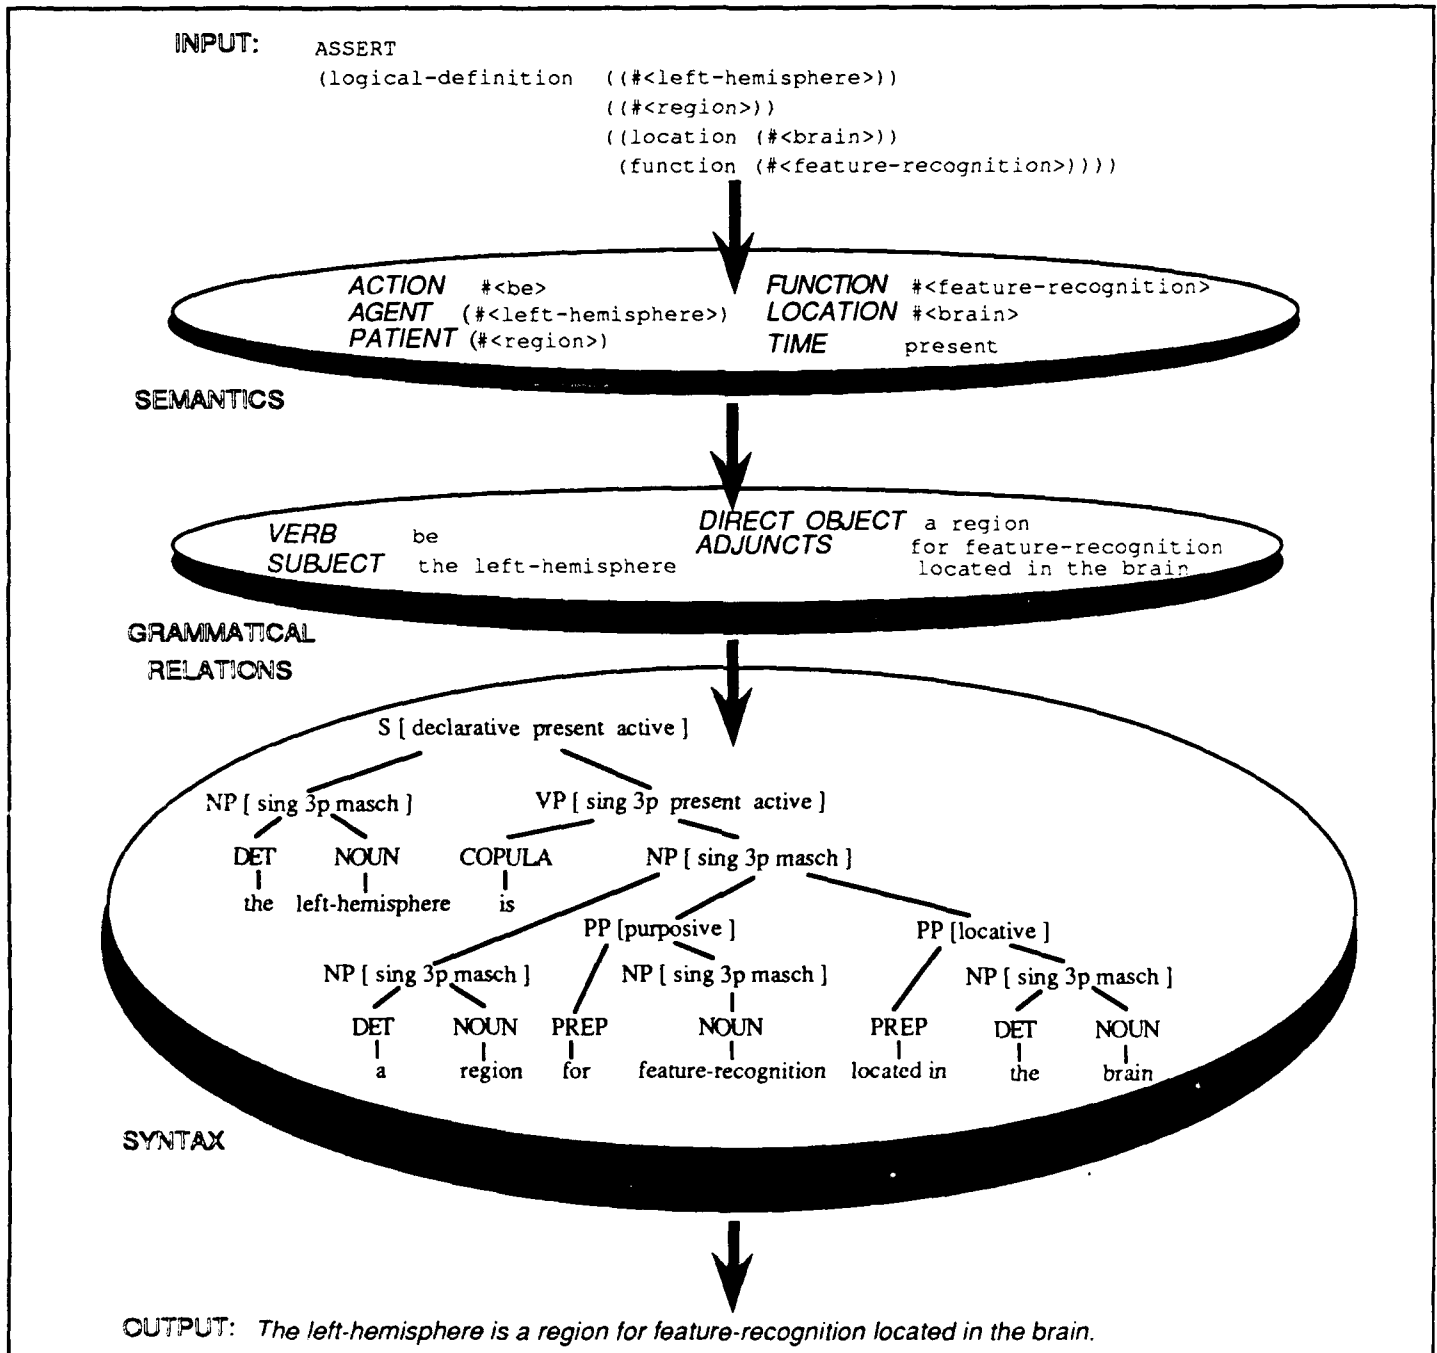 INPUT: ASSERT
(logical-definition ((#<left-hemisphere>))
((#<region>))
((location (#<brain>))
(function (#<feature-recognition>))))
ACTION #<be> FUNCTION #<feature-recognition>
AGENT (#<left-hemisphere>) LOCATION #<brain>
PATIENT (#<region>) TIME present
SEMANTICS
VERB be DIRECT OBJECT a region
SUBJECT the left-hemisphere ADJUNCTS for feature-recognition
located in the brain
GRAMMATICAL
RELATIONS
S [ declarative present active ]
NP [ sing 3p masch ] VP [ sing 3p present active ]
DET NOUN COPULA NP [ sing 3p masch ]
the left-hemisphere is
PP [purposive ] PP [locative ]
NP [ sing 3p masch ] NP [ sing 3p masch ] NP [ sing 3p masch ]
DET NOUN PREP NOUN PREP DET NOUN
a region for feature-recognition located in the brain
SYNTAX
OUTPUT: The left-hemisphere is a region for feature-recognition located in the brain.